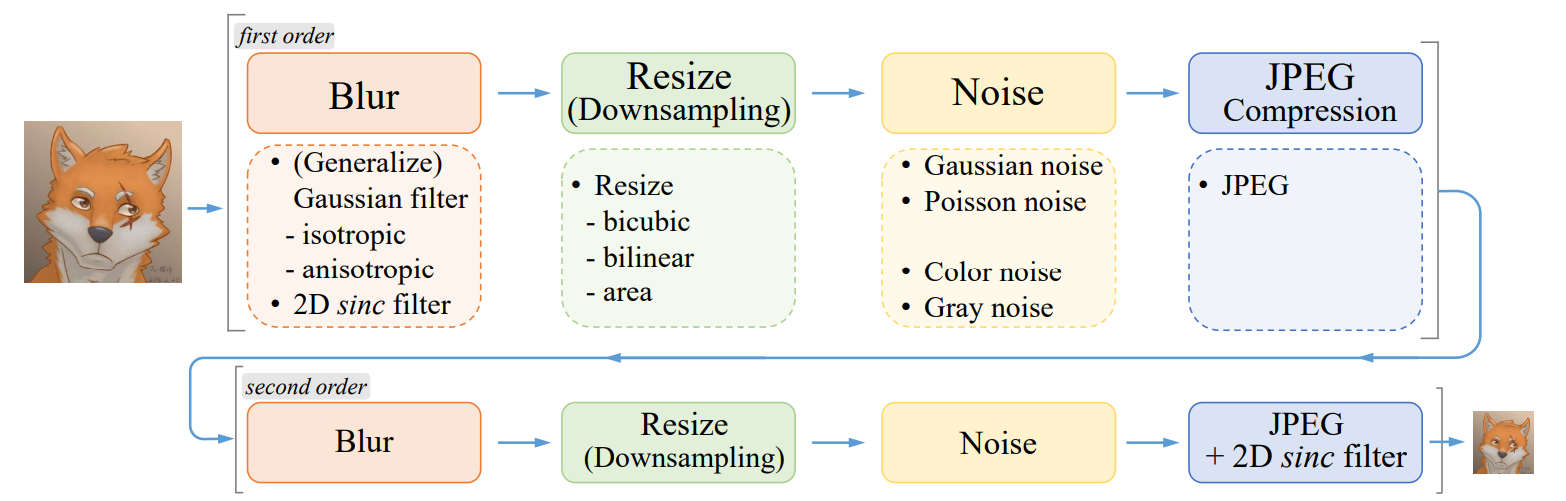 first order
Blur
Resize
(Downsampling)
Noise
JPEG
Compression
• (Generalize)
Gaussian filter
- isotropic
- anisotropic
• 2D sinc filter
• Resize
- bicubic
- bilinear
- area
• Gaussian noise
• Poisson noise
• Color noise
• Gray noise
• JPEG
second order
Blur
Resize
(Downsampling)
Noise
JPEG
+ 2D sinc filter